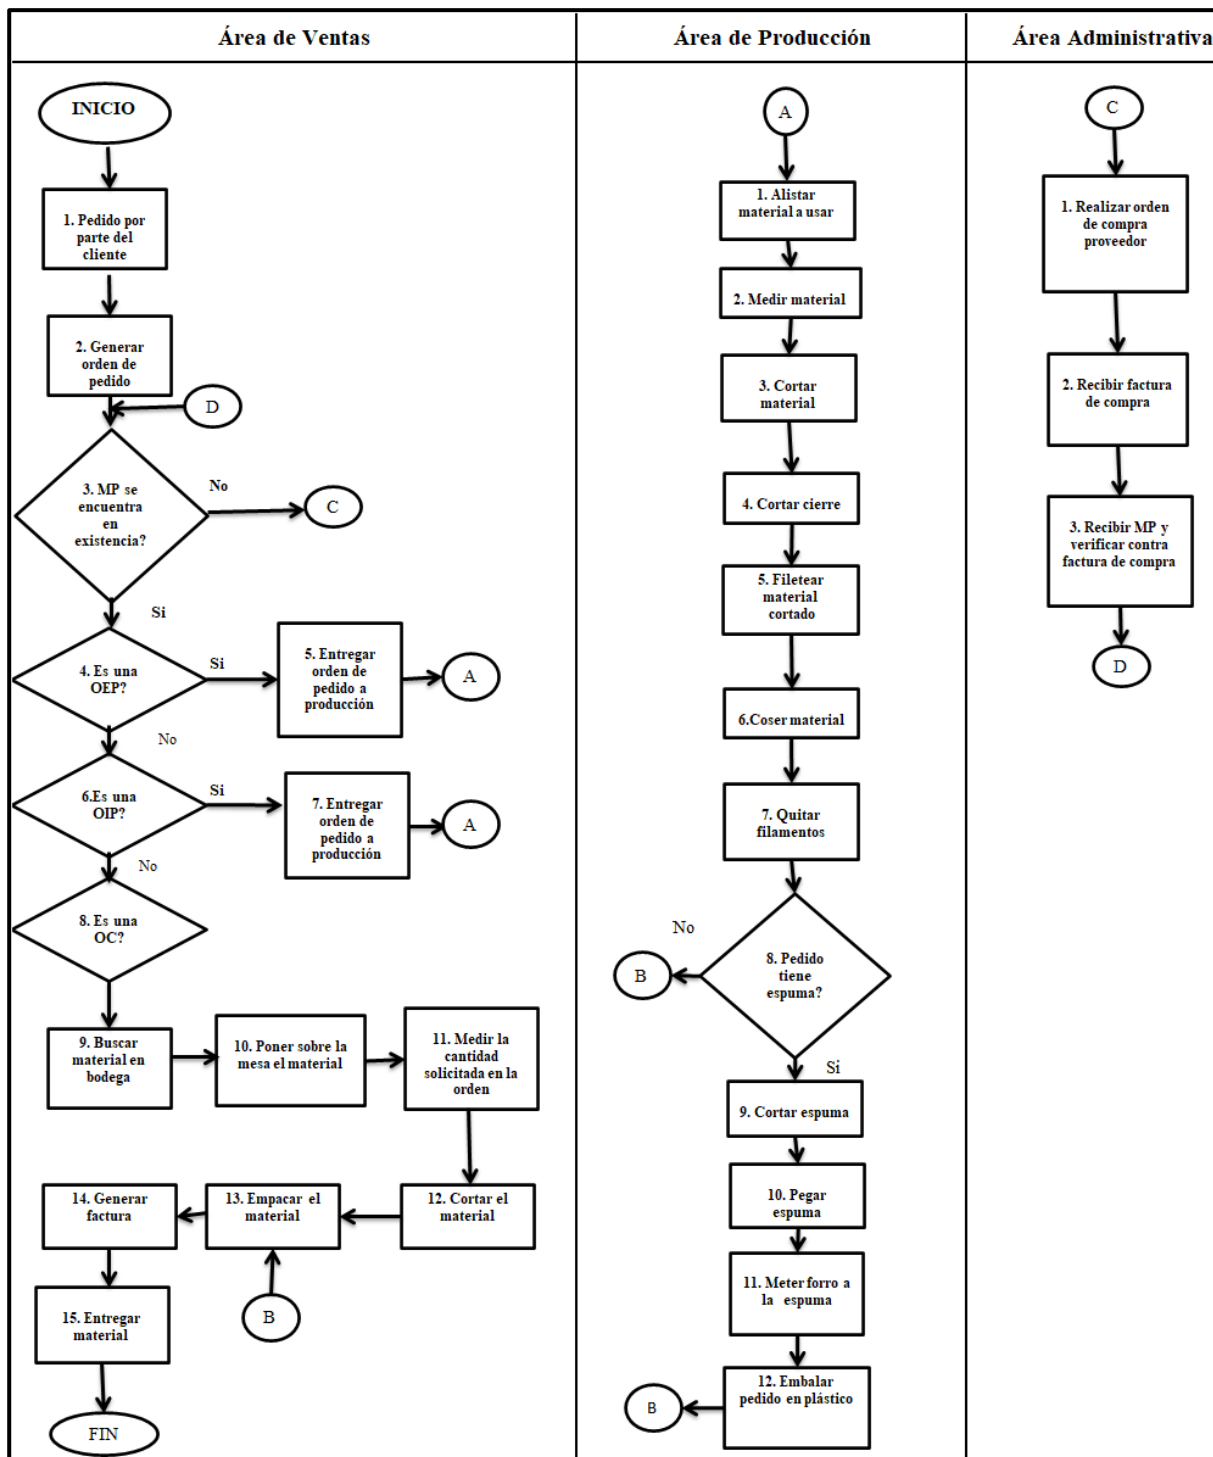 Área de Ventas
INICIO
1. Pedido por
parte del
cliente
2. Generar
orden de
pedido
D
3. MP se
encuentra
en
existencia?
No
C
Si
4. Es una
OEP?
Si
5. Entregar
orden de
pedido a
producción
A
No
6.Es una
OIP?
Si
7. Entregar
orden de
pedido a
producción
A
No
8. Es una
OC?
9. Buscar
material en
bodega
10. Poner sobre la
mesa el material
11. Medir la
cantidad
solicitada en la
orden
12. Cortar el
material
13. Empacar el
material
14. Generar
factura
B
15. Entregar
material
FIN
Área de Producción
A
1. Alistar
material a usar
2. Medir material
3. Cortar
material
4. Cortar cierre
5. Filetear
material
cortado
6.Coser material
7. Quitar
filamentos
8. Pedido
tiene
espuma?
No
B
Si
9. Cortar espuma
10. Pegar
espuma
11. Meter forro a
la espuma
12. Embalar
pedido en plástico
B
Área Administrativa
C
1. Realizar orden
de compra
proveedor
2. Recibir factura
de compra
3. Recibir MP y
verificar contra
factura de compra
D